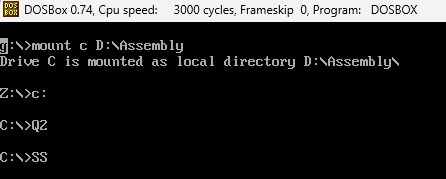 DOSBox 0.74, Cpu speed: 3000 cycles, Frameskip 0, Program: DOSBOX
:\>mount c D:\Assembly
Drive C is mounted as local directory D:\Assembly\
Z:\>c:
C:\>Q2
C:\>SS